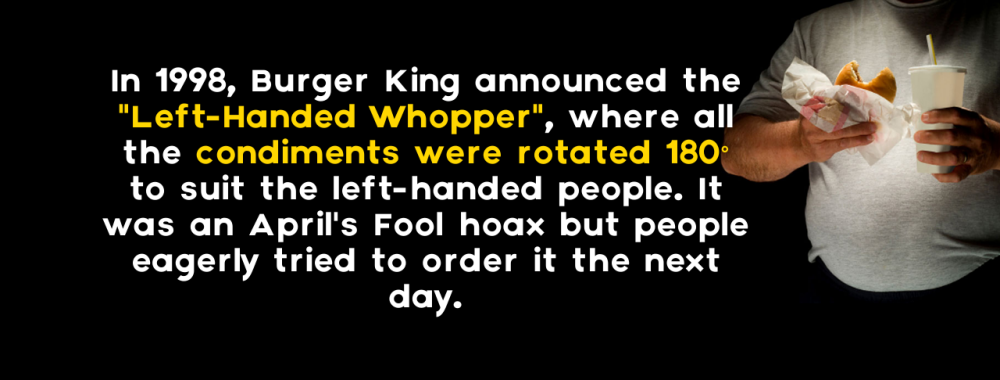 In 1998, Burger King announced the
"Left-Handed Whopper", where all
the condiments were rotated 180°
to suit the left-handed people. It
was an April's Fool hoax but people
eagerly tried to order it the next
day.